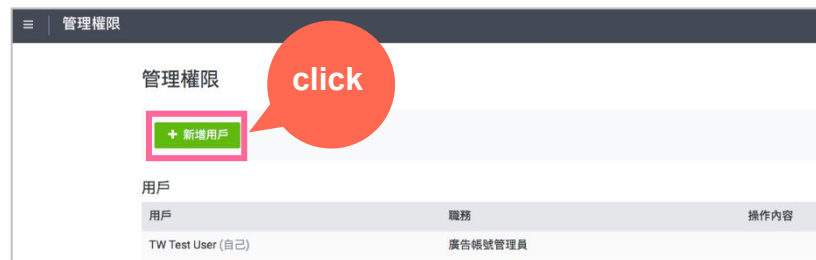 管理權限
管理權限
click
+ 新增用戶
用戶
用戶 職務 操作內容
TW Test User (自己) 廣告帳號管理員